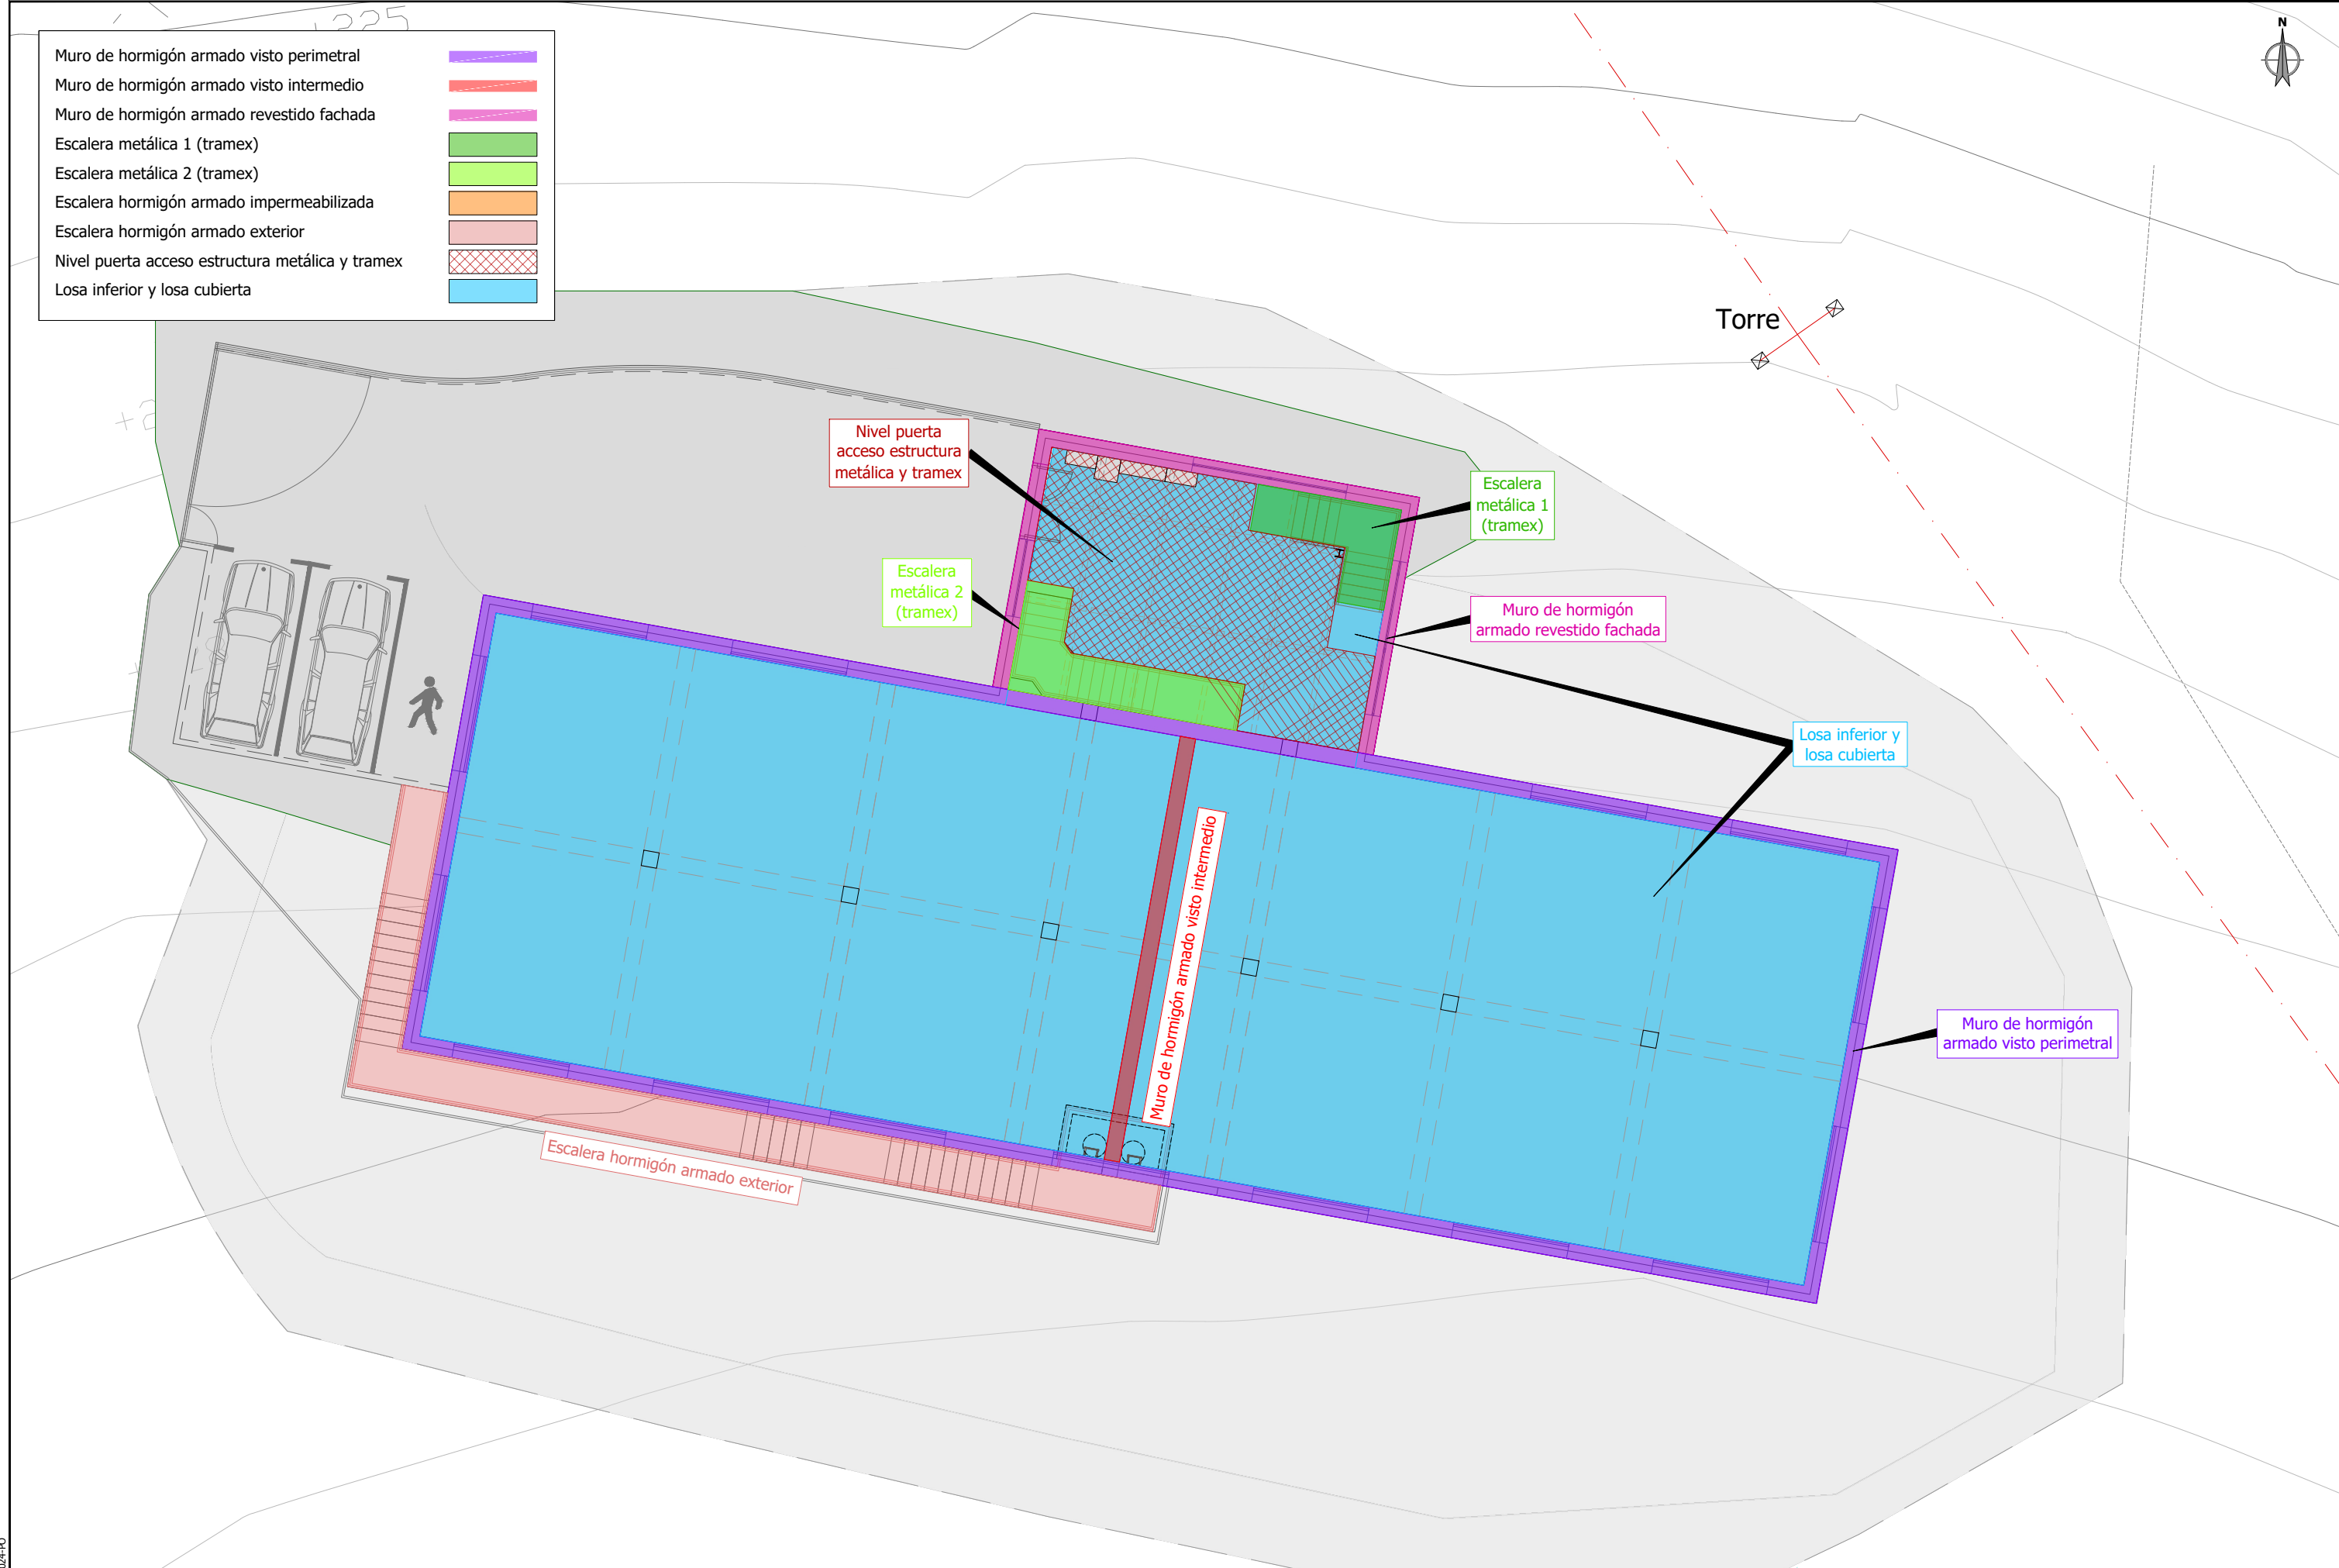 +225
N
Muro de hormigón armado visto perimetral
Muro de hormigón armado visto intermedio
Muro de hormigón armado revestido fachada
Escalera metálica 1 (tramex)
Escalera metálica 2 (tramex)
Escalera hormigón armado impermeabilizada
Escalera hormigón armado exterior
Nivel puerta acceso estructura metálica y tramex
Losa inferior y losa cubierta
Torre
Nivel puerta
acceso estructura
metálica y tramex
Escalera
metálica 1
(tramex)
Escalera
metálica 2
(tramex)
Muro de hormigón
armado revestido fachada
Losa inferior y
losa cubierta
Muro de hormigón armado visto intermedio
Muro de hormigón
armado visto perimetral
Escalera hormigón armado exterior